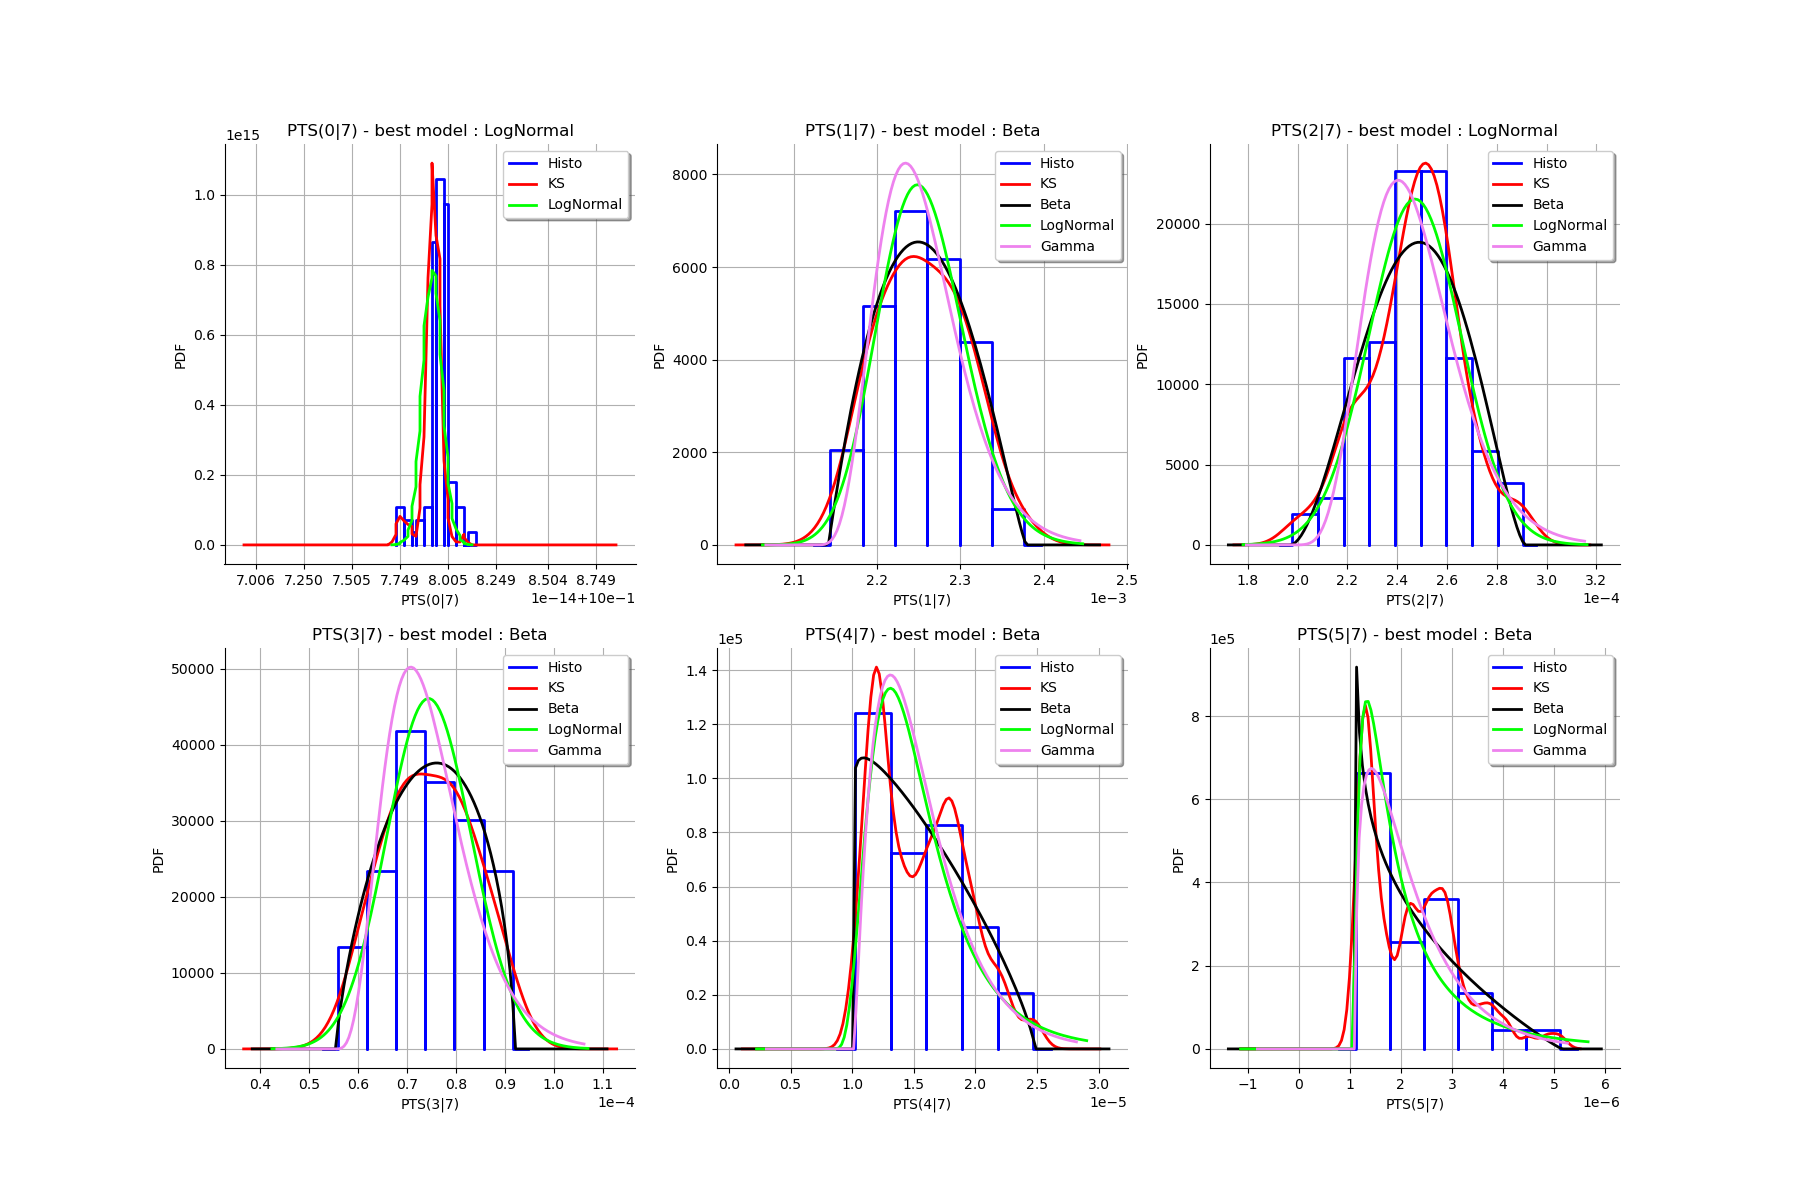 PTS(0|7) - best model : LogNormal
1e15
Histo
KS
LogNormal
1.0
0.8
0.6
0.4
0.2
0.0
PDF
7.006 7.250 7.505 7.749 8.005 8.249 8.504 8.749
PTS(0|7)
1e−14+10e−1
PTS(1|7) - best model : Beta
Histo
KS
Beta
LogNormal
Gamma
8000
6000
4000
2000
0
PDF
2.1 2.2 2.3 2.4 2.5
PTS(1|7)
1e−3
PTS(2|7) - best model : LogNormal
Histo
KS
Beta
LogNormal
Gamma
20000
15000
10000
5000
0
PDF
1.8 2.0 2.2 2.4 2.6 2.8 3.0 3.2
PTS(2|7)
1e−4
PTS(3|7) - best model : Beta
Histo
KS
Beta
LogNormal
Gamma
50000
40000
30000
20000
10000
0
PDF
0.4 0.5 0.6 0.7 0.8 0.9 1.0 1.1
PTS(3|7)
1e−4
PTS(4|7) - best model : Beta
1e5
Histo
KS
Beta
LogNormal
Gamma
1.4
1.2
1.0
0.8
0.6
0.4
0.2
0.0
PDF
0.0 0.5 1.0 1.5 2.0 2.5 3.0
PTS(4|7)
1e−5
PTS(5|7) - best model : Beta
1e5
Histo
KS
Beta
LogNormal
Gamma
8
6
4
2
0
PDF
−1 0 1 2 3 4 5 6
PTS(5|7)
1e−6